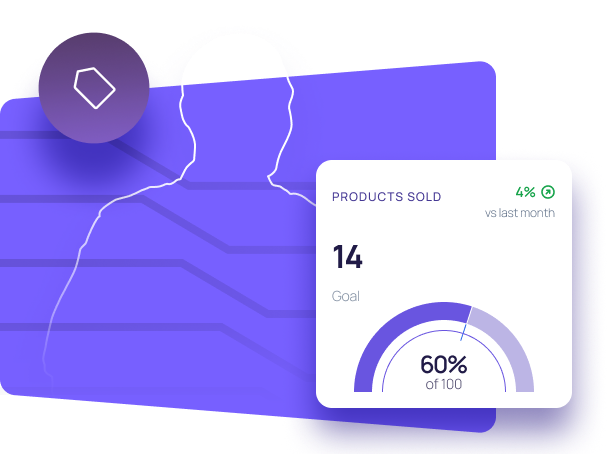 PRODUCTS SOLD
4%
vs last month
14
Goal
60%
of 100